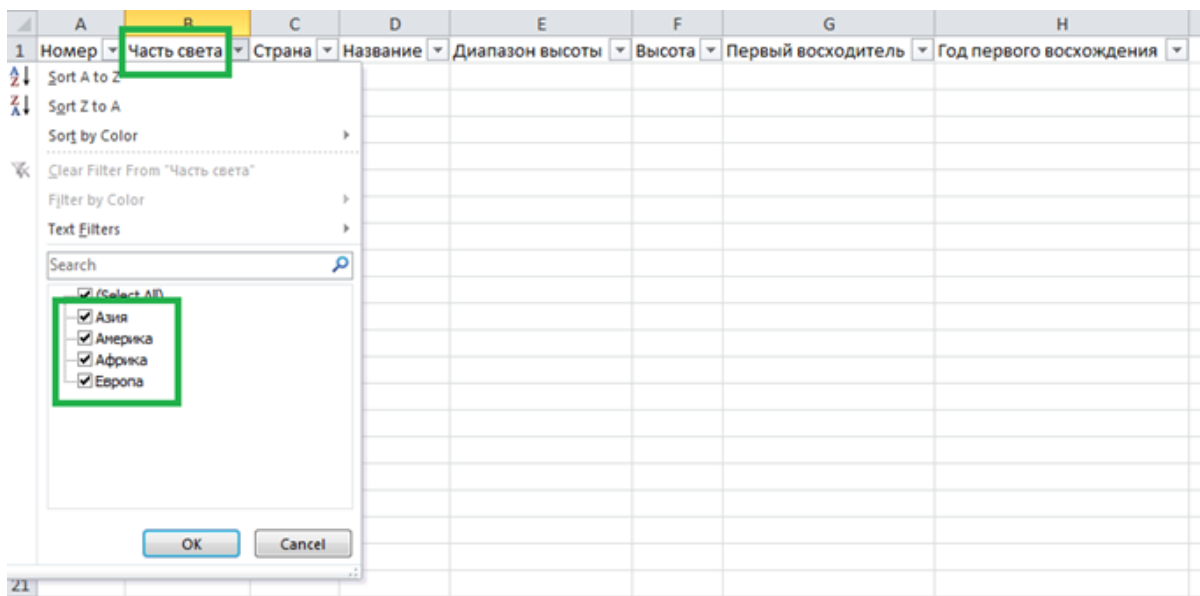 A B C D E F G H
1 Номер Часть света Страна Название Диапазон высоты Высота Первый восходитель Год первого восхождения
Sort A to Z
Sort Z to A
Sort by Color
Clear Filter From "Часть света"
Filter by Color
Text Filters
Search
(Select All)
Азия
Америка
Африка
Европа
OK Cancel
21